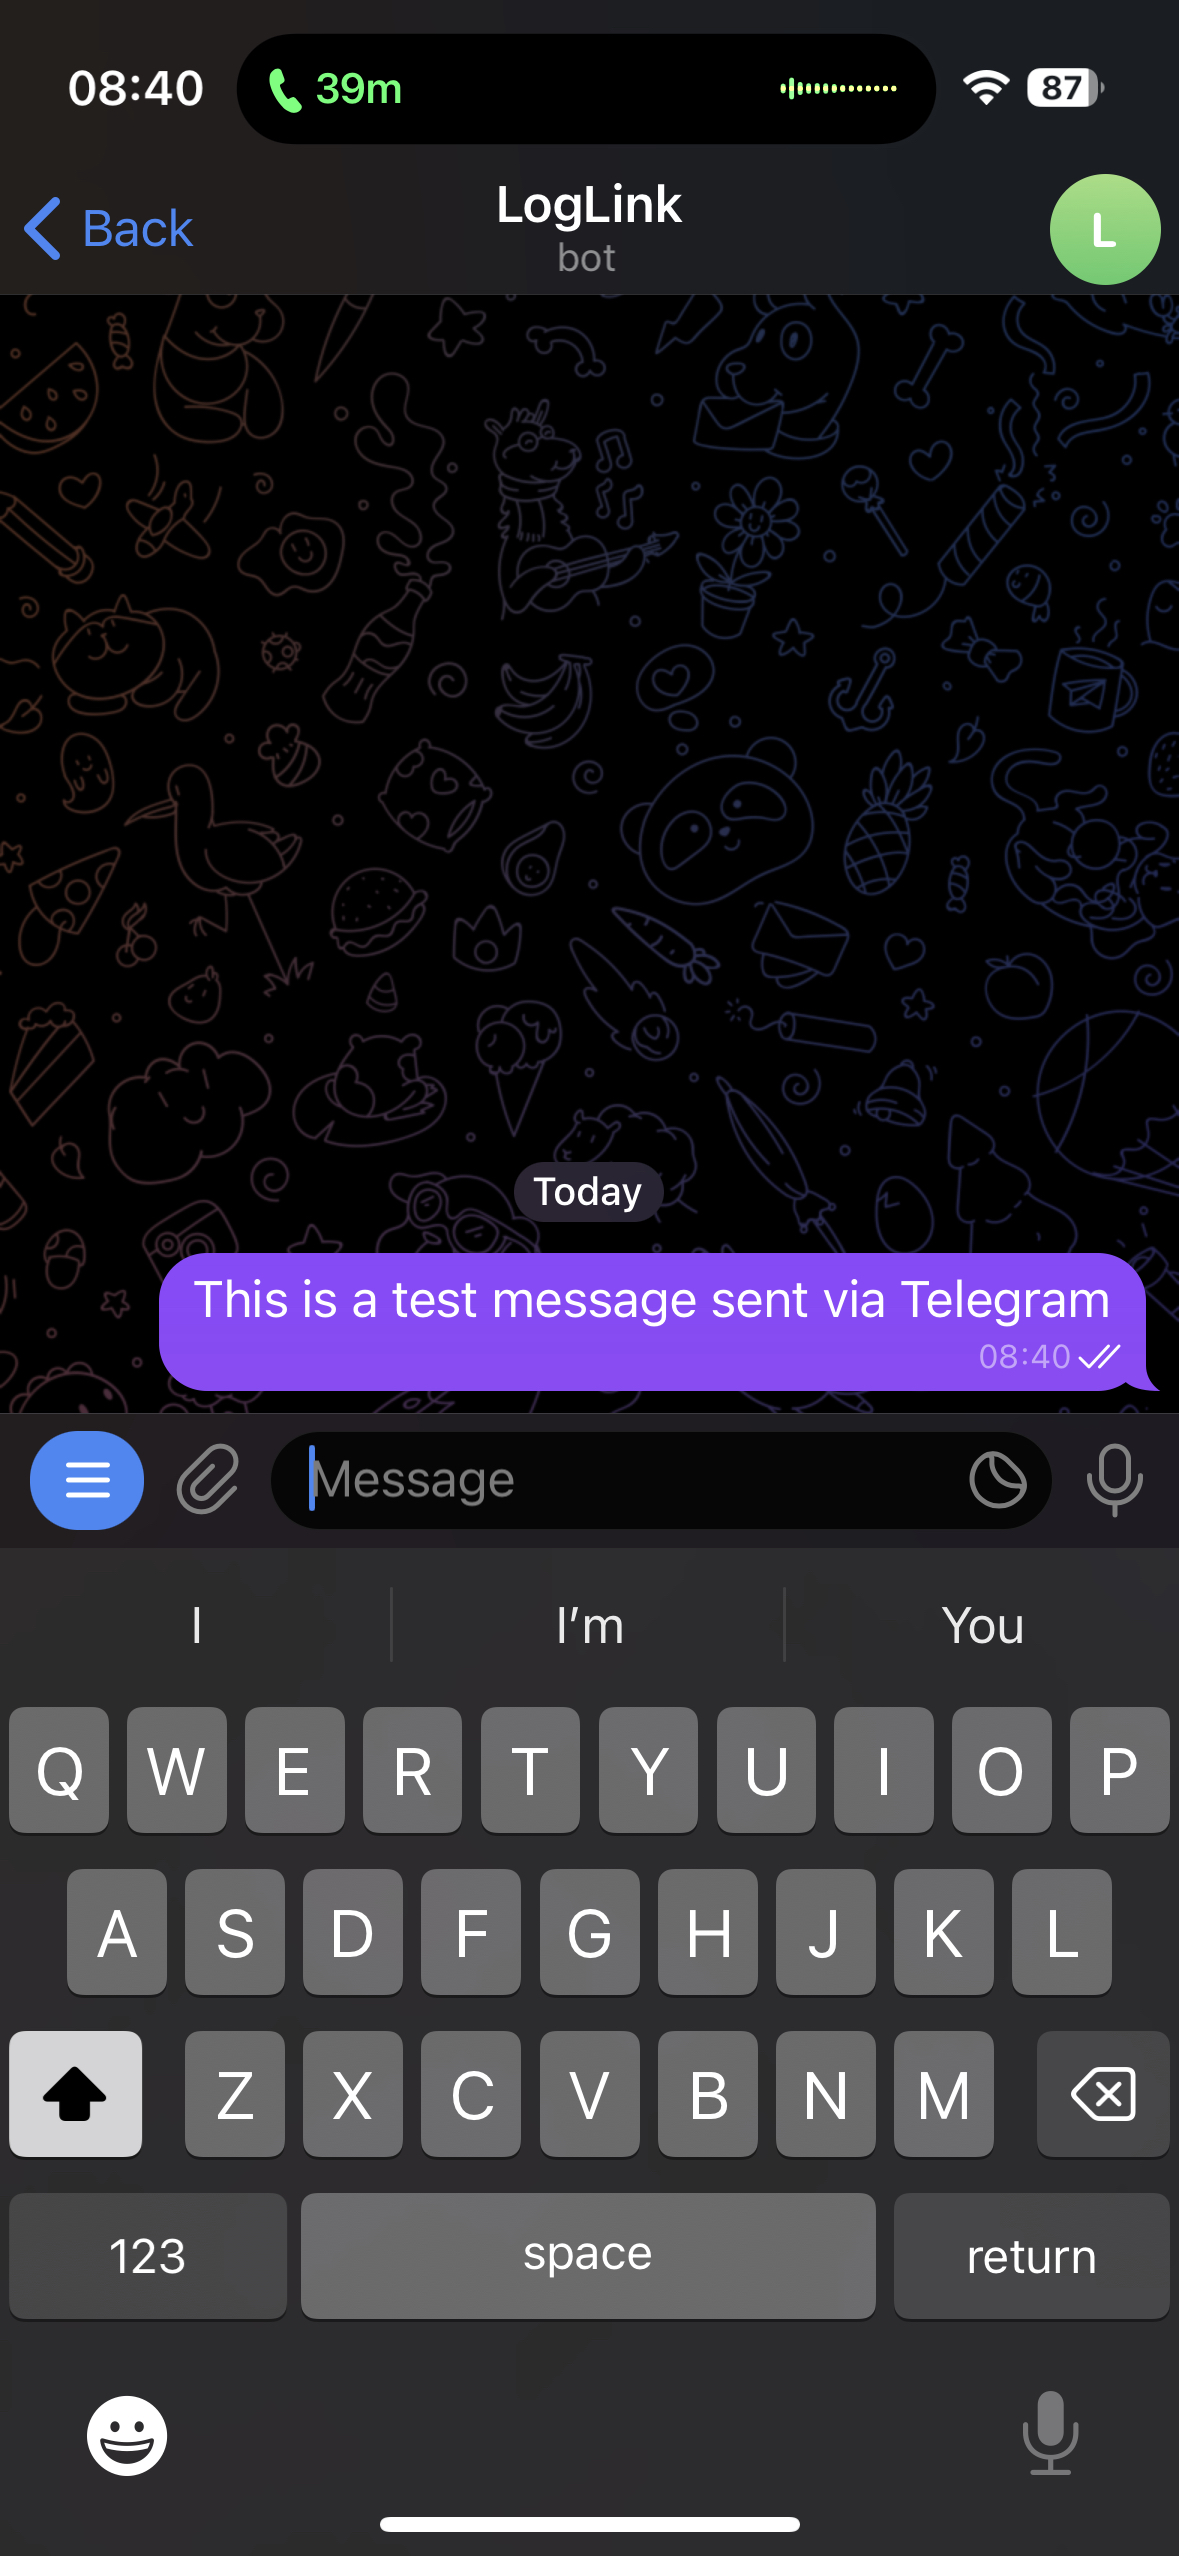 08:40 39m 87
Back LogLink L
bot
Today
This is a test message sent via Telegram
08:40
Message
I I’m You
Q W E R T Y U I O P
A S D F G H J K L
Z X C V B N M
123 space return